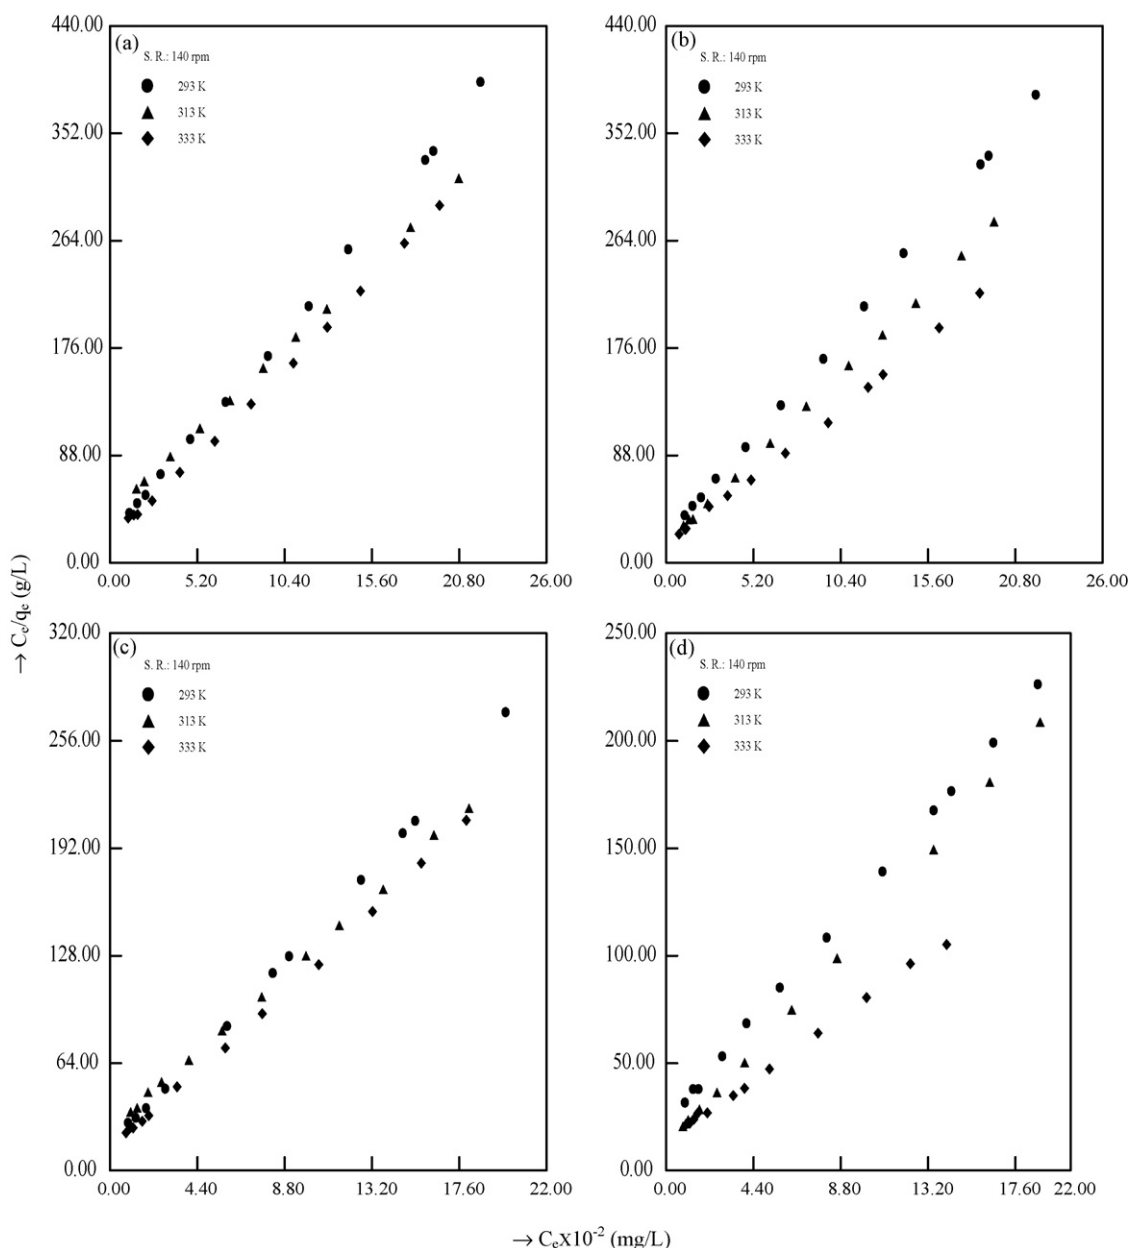 440.00
(a)
S. R.: 140 rpm
293 K
313 K
333 K
352.00
264.00
176.00
88.00
0.00
0.00 5.20 10.40 15.60 20.80 26.00
440.00
(b)
S. R.: 140 rpm
293 K
313 K
333 K
352.00
264.00
176.00
88.00
0.00
0.00 5.20 10.40 15.60 20.80 26.00
→ Cₑ/qₑ (g/L)
320.00
(c)
S. R.: 140 rpm
293 K
313 K
333 K
256.00
192.00
128.00
64.00
0.00
0.00 4.40 8.80 13.20 17.60 22.00
250.00
(d)
S. R.: 140 rpm
293 K
313 K
333 K
200.00
150.00
100.00
50.00
0.00
0.00 4.40 8.80 13.20 17.60 22.00
→ CₑX10⁻² (mg/L)